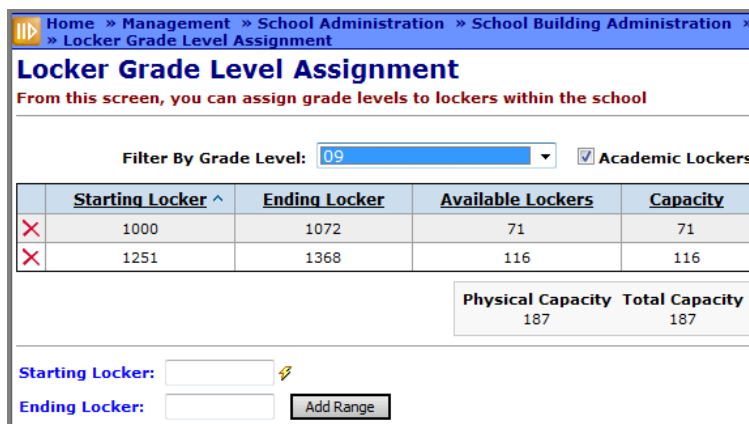 Home » Management » School Administration » School Building Administration »
» Locker Grade Level Assignment
Locker Grade Level Assignment
From this screen, you can assign grade levels to lockers within the school
Filter By Grade Level: 09 Academic Lockers
Starting Locker ^ Ending Locker Available Lockers Capacity
1000 1072 71 71
1251 1368 116 116
Physical Capacity Total Capacity
187 187
Starting Locker:
Ending Locker: Add Range